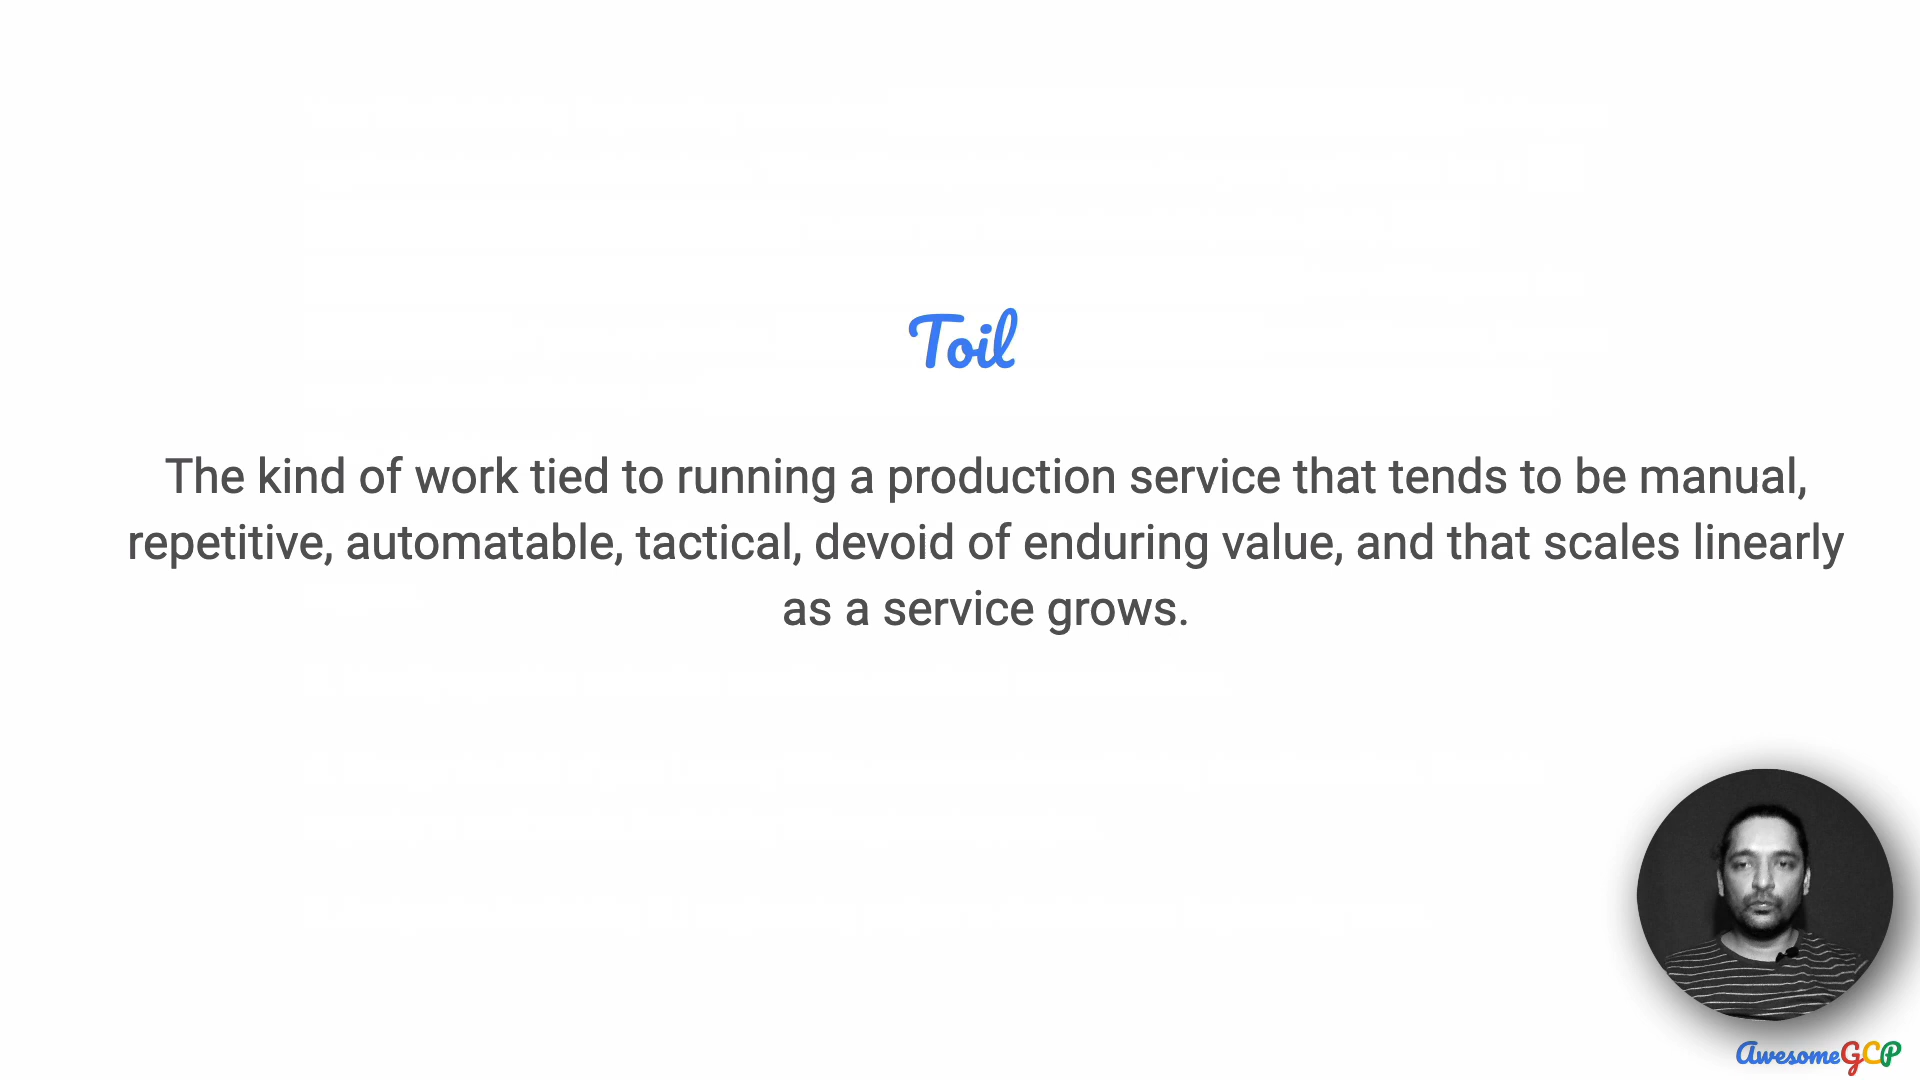 Toil
The kind of work tied to running a production service that tends to be manual,
repetitive, automatable, tactical, devoid of enduring value, and that scales linearly
as a service grows.
AwesomeGCP